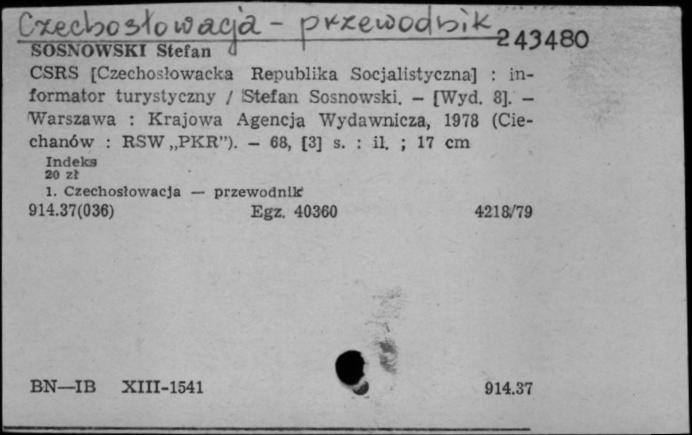 Czechosłowacja - przewodnik
243480
SOSNOWSKI Stefan
CSRS [Czechosłowacka Republika Socjalistyczna] : in-
formator turystyczny / Stefan Sosnowski. — [Wyd. 8]. —
Warszawa : Krajowa Agencja Wydawnicza, 1978 (Cie-
chanów : RSW „PKR”). — 68, [3] s. : il. ; 17 cm
Indeks
20 zł
1. Czechosłowacja — przewodnik
914.37(036) Egz. 40360 4218/79
BN—IB XIII-1541 914.37